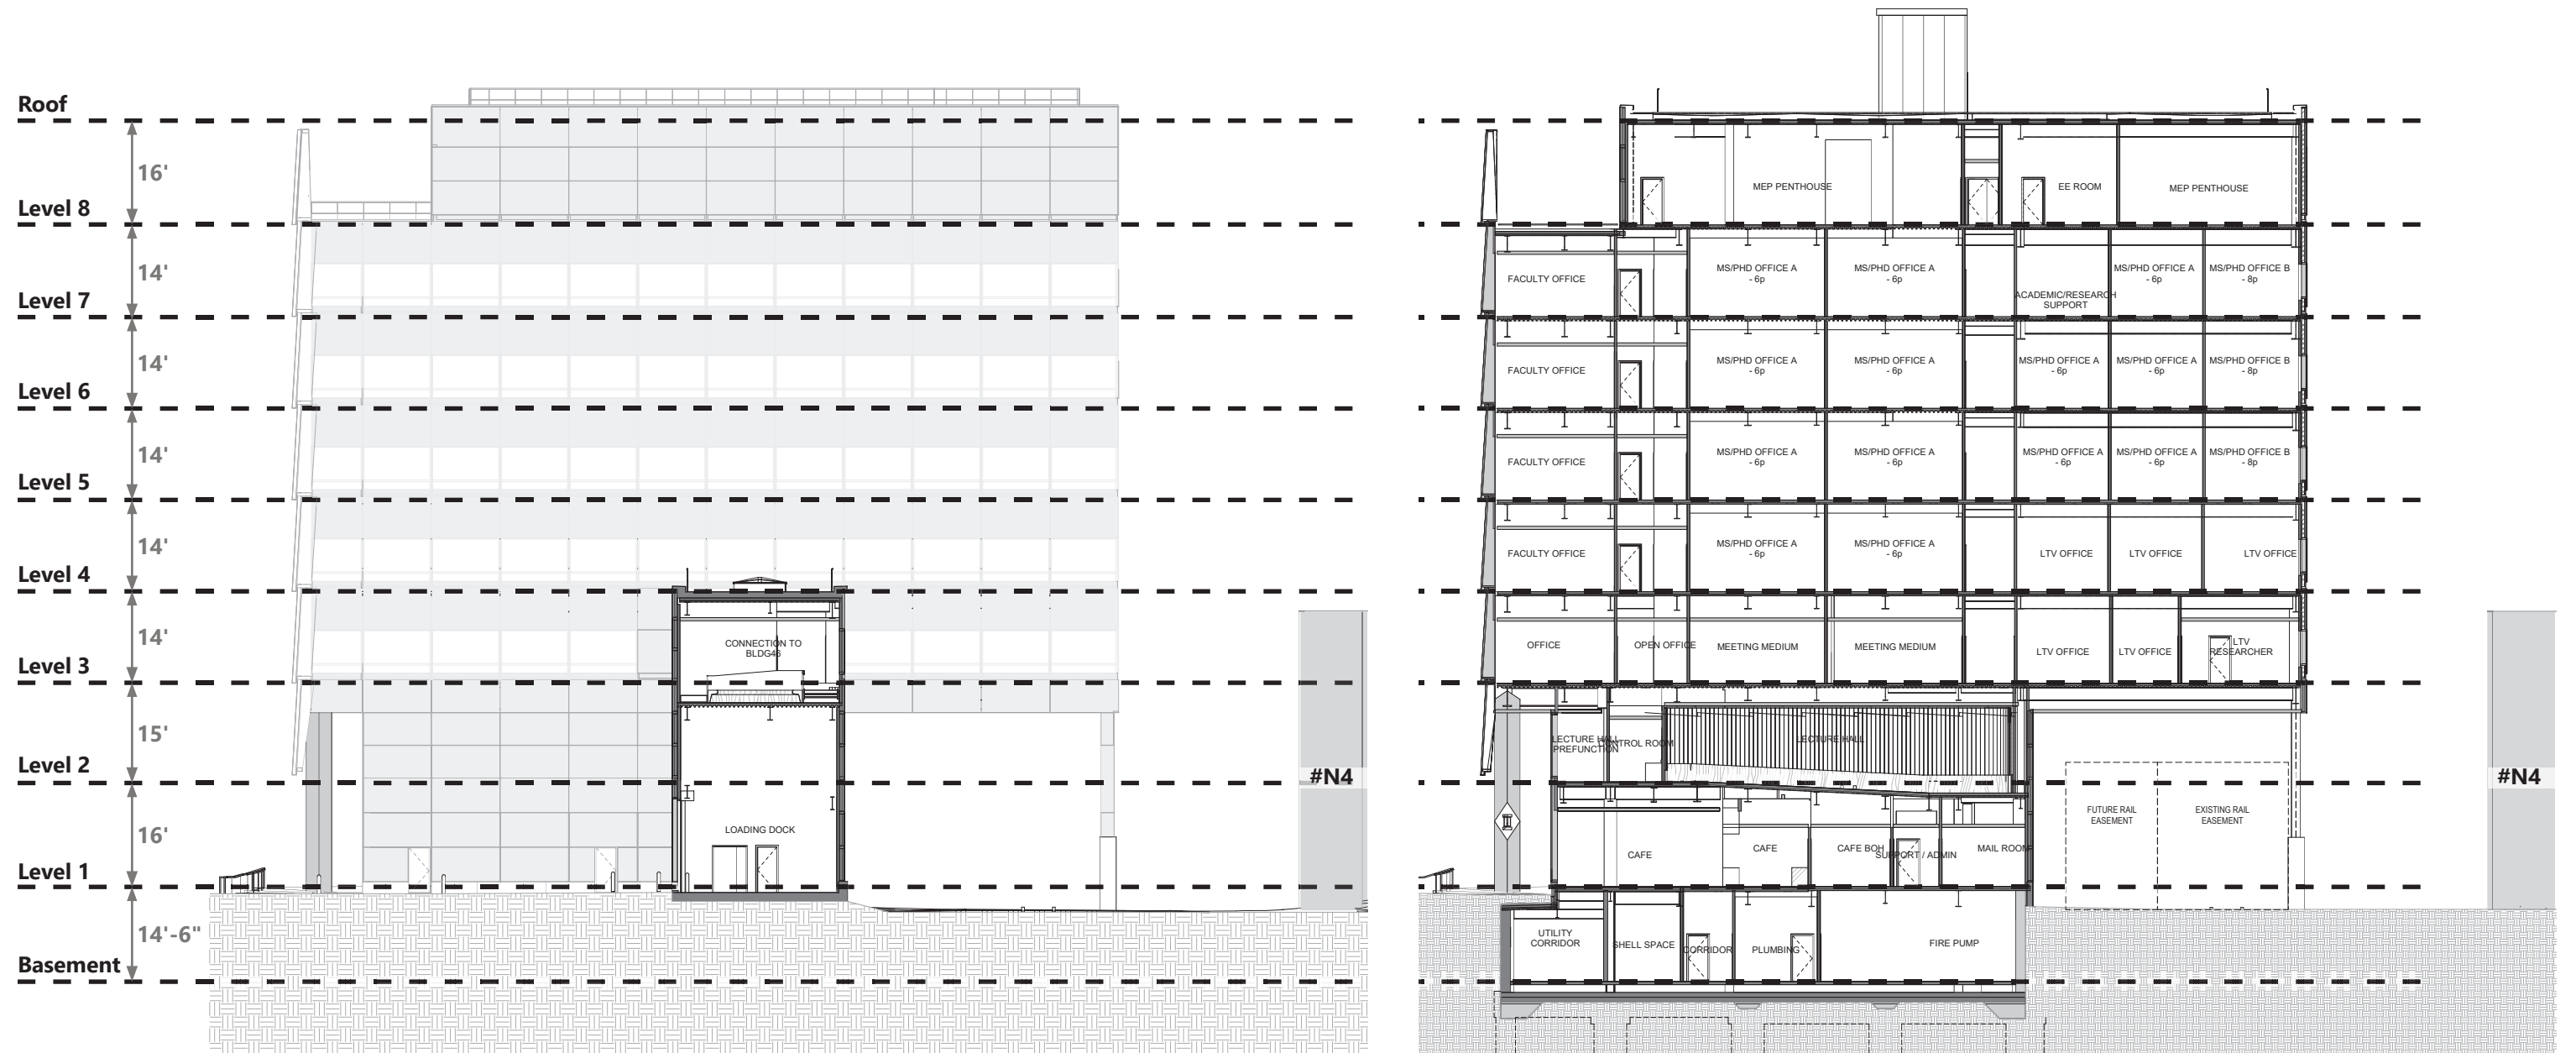 Roof
16'
Level 8
14'
Level 7
14'
Level 6
14'
Level 5
14'
Level 4
14'
Level 3
15'
Level 2
16'
Level 1
14'-6"
Basement
CONNECTION TO
BLDG46
LOADING DOCK
#N4
MEP PENTHOUSE
EE ROOM
MEP PENTHOUSE
FACULTY OFFICE
MS/PHD OFFICE A
- 6p
MS/PHD OFFICE A
- 6p
ACADEMIC/RESEARCH
SUPPORT
MS/PHD OFFICE A
- 6p
MS/PHD OFFICE B
- 8p
FACULTY OFFICE
MS/PHD OFFICE A
- 6p
MS/PHD OFFICE A
- 6p
MS/PHD OFFICE A
- 6p
MS/PHD OFFICE A
- 6p
MS/PHD OFFICE B
- 8p
FACULTY OFFICE
MS/PHD OFFICE A
- 6p
MS/PHD OFFICE A
- 6p
MS/PHD OFFICE A
- 6p
MS/PHD OFFICE A
- 6p
MS/PHD OFFICE B
- 8p
FACULTY OFFICE
MS/PHD OFFICE A
- 6p
MS/PHD OFFICE A
- 6p
LTV OFFICE
LTV OFFICE
LTV OFFICE
OFFICE
OPEN OFFICE
MEETING MEDIUM
MEETING MEDIUM
LTV OFFICE
LTV OFFICE
LTV
RESEARCHER
LECTURE HALL
PREFUNCTION
CONTROL ROOM
LECTURE HALL
CAFE
CAFE
CAFE BOH
SUPPORT / ADMIN
MAIL ROOM
FUTURE RAIL
EASEMENT
EXISTING RAIL
EASEMENT
#N4
UTILITY
CORRIDOR
SHELL SPACE
CORRIDOR
PLUMBING
FIRE PUMP